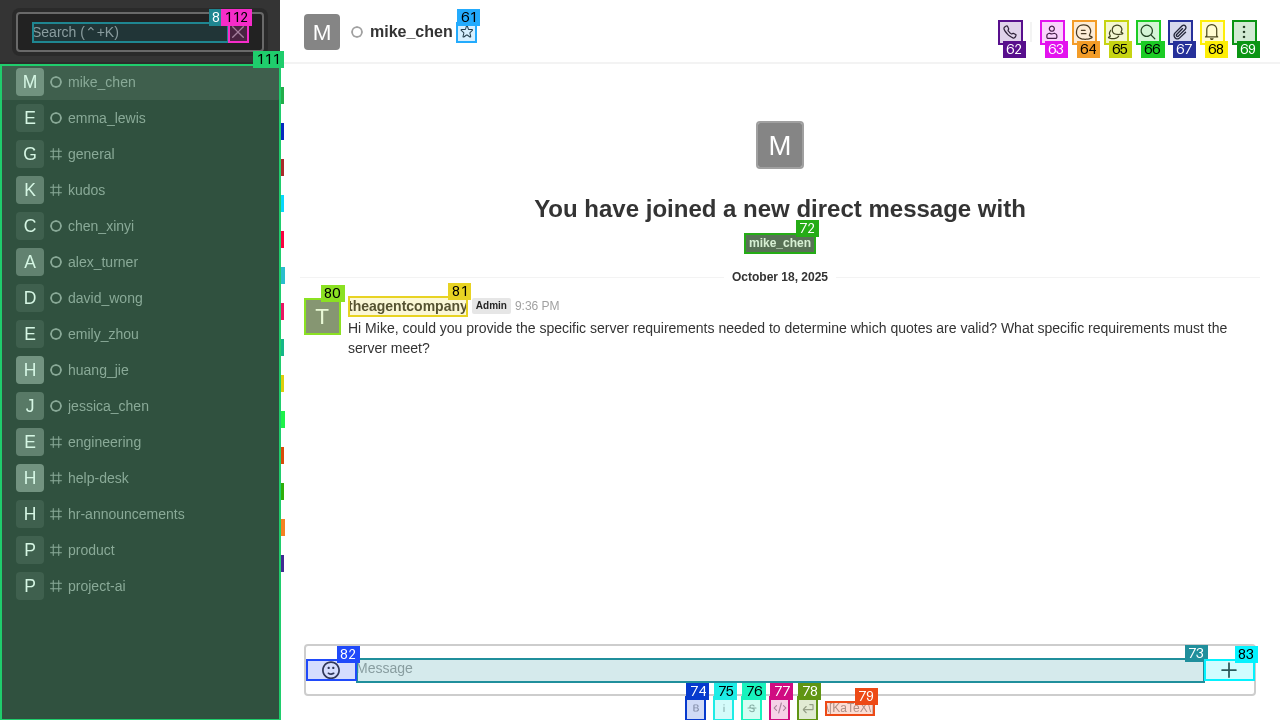 Search (⌃+K)
8
112
111
M mike_chen
E emma_lewis
G general
K kudos
C chen_xinyi
A alex_turner
D david_wong
E emily_zhou
H huang_jie
J jessica_chen
E engineering
H help-desk
H hr-announcements
P product
P project-ai
M mike_chen
61
62
63
64
65
66
67
68
69
M
You have joined a new direct message with
72
mike_chen
October 18, 2025
80
81
T
theagentcompany Admin 9:36 PM
Hi Mike, could you provide the specific server requirements needed to determine which quotes are valid? What specific requirements must the
server meet?
82
73
83
Message
74
75
76
77
78
79
B
i
S
</>
\[KaTeX\]